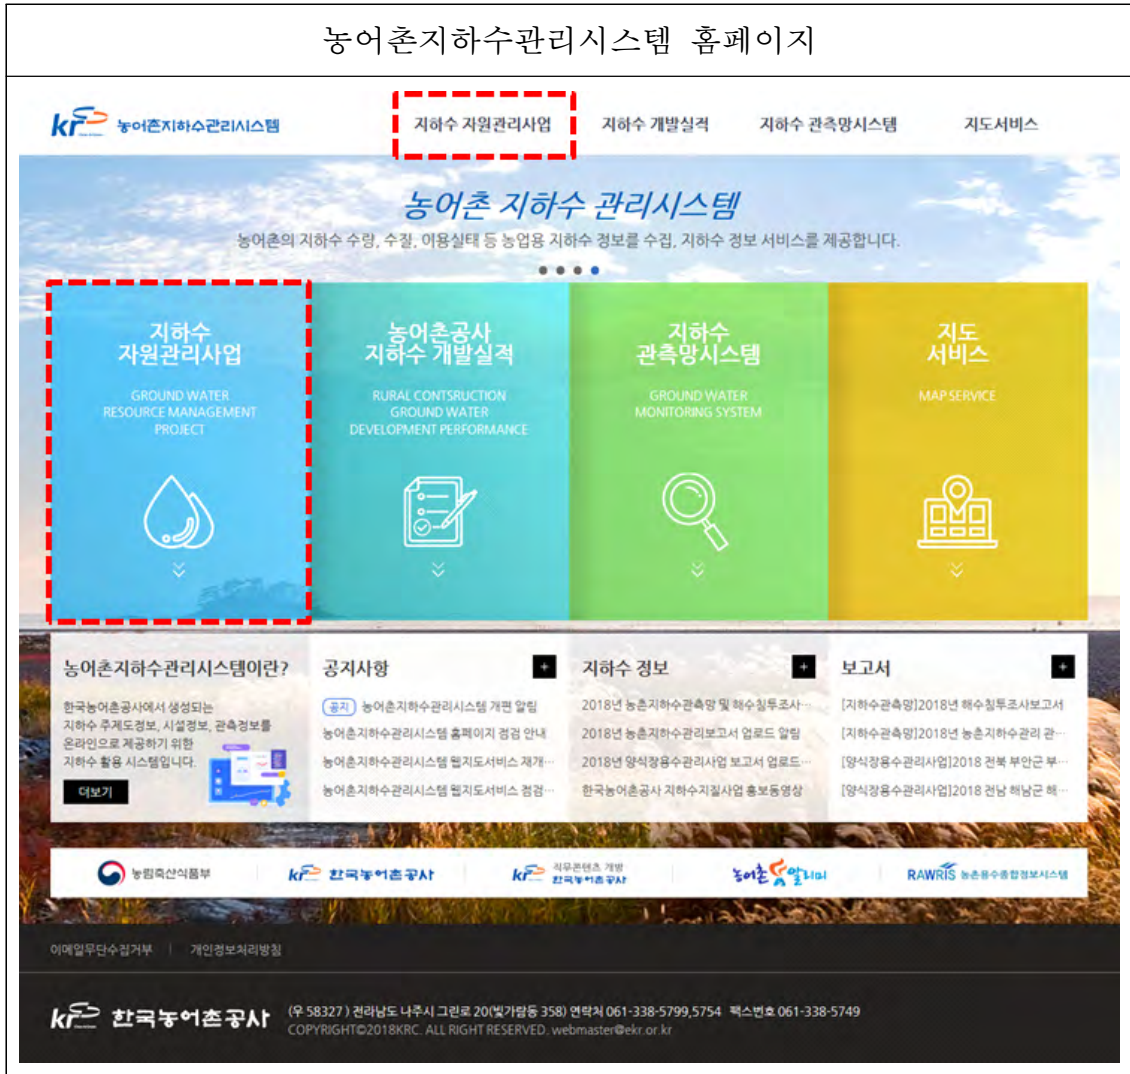 농어촌지하수관리시스템 홈페이지
kr 농어촌지하수관리시스템
지하수 자원관리사업
지하수 개발실적
지하수 관측망시스템
지도서비스
농어촌 지하수 관리시스템
농어촌의 지하수 수량, 수질, 이용실태 등 농업용 지하수 정보를 수집, 지하수 정보 서비스를 제공합니다.
지하수
자원관리사업
GROUND WATER
RESOURCE MANAGEMENT
PROJECT
농어촌공사
지하수 개발실적
RURAL CONTSRUCTION
GROUND WATER
DEVELOPMENT PERFORMANCE
지하수
관측망시스템
GROUND WATER
MONITORING SYSTEM
지도
서비스
MAP SERVICE
농어촌지하수관리시스템이란?
한국농어촌공사에서 생성되는
지하수 주제도정보, 시설정보, 관측정보를
온라인으로 제공하기 위한
지하수 활용 시스템입니다.
더보기
공지사항 +
공지 농어촌지하수관리시스템 개편 알림
농어촌지하수관리시스템 홈페이지 점검 안내
농어촌지하수관리시스템 웹지도서비스 재개…
농어촌지하수관리시스템 웹지도서비스 점검…
지하수 정보 +
2018년 농촌지하수관측망 및 해수침투조사…
2018년 농촌지하수관리보고서 업로드 알림
2018년 양식장용수관리사업 보고서 업로드…
한국농어촌공사 지하수지질사업 홍보동영상
보고서 +
[지하수관측망]2018년 해수침투조사보고서
[지하수관측망]2018년 농촌지하수관리 관…
[양식장용수관리사업]2018 전북 부안군 부…
[양식장용수관리사업]2018 전남 해남군 해…
농림축산식품부
kr 한국농어촌공사
kr 직무콘텐츠 개발
한국농어촌공사
농어촌알리미
RAWRIS 농촌용수종합정보시스템
이메일무단수집거부 | 개인정보처리방침
kr 한국농어촌공사
(우 58327 ) 전라남도 나주시 그린로 20(빛가람동 358) 연락처 061-338-5799,5754 팩스번호 061-338-5749
COPYRIGHT©2018KRC. ALL RIGHT RESERVED. webmaster@ekr.or.kr